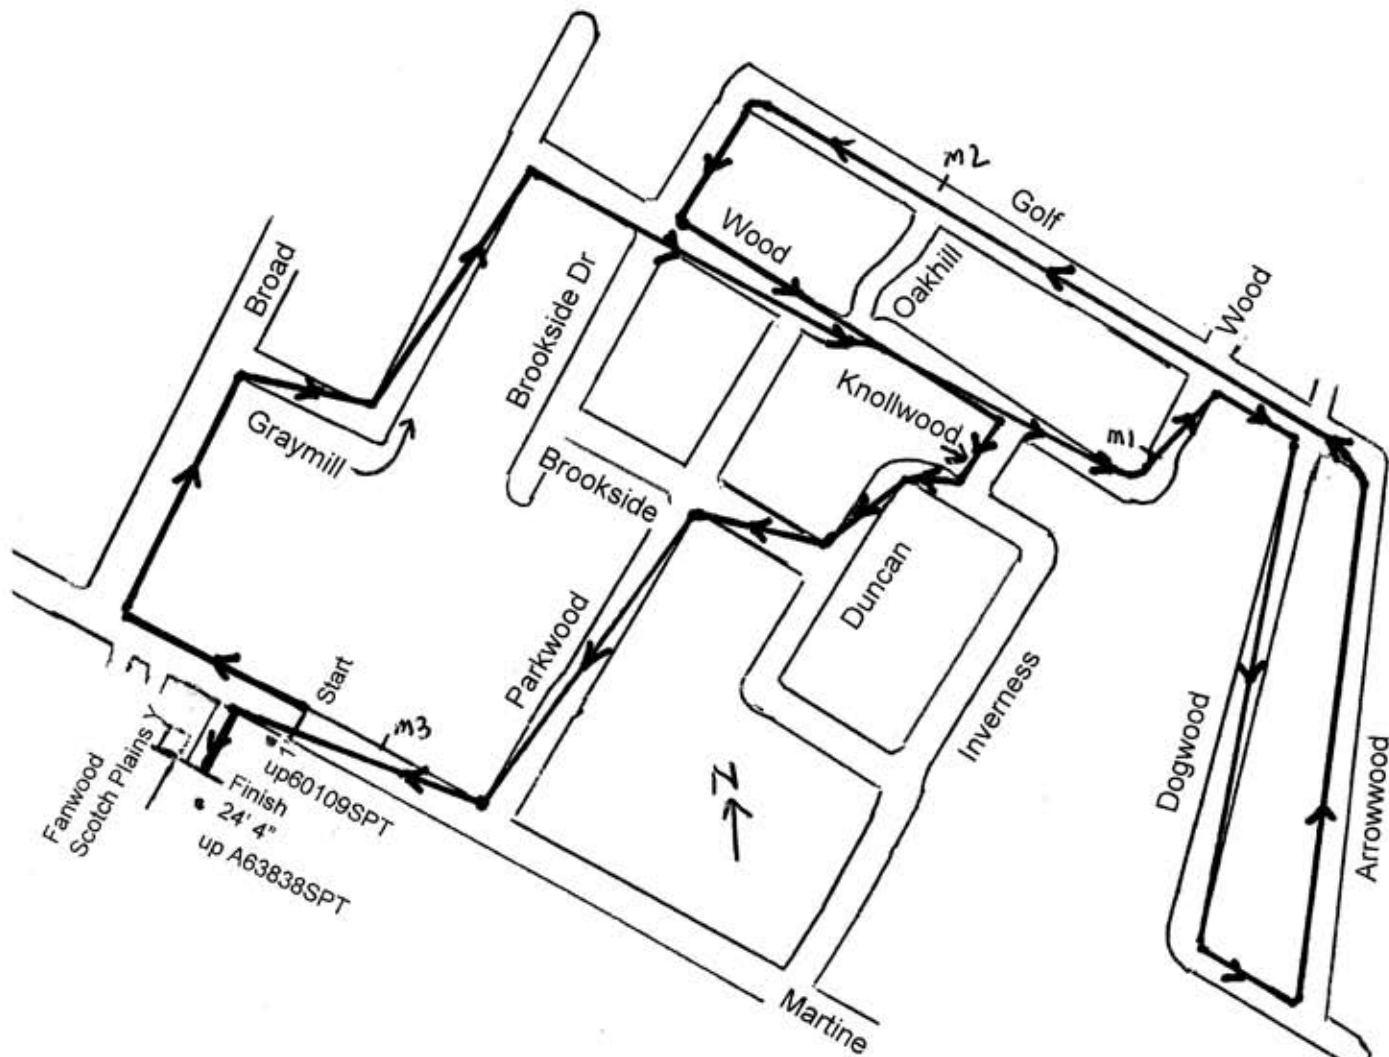 m2
Golf
Wood
Wood
Oakhill
Broad
Brookside Dr
Knollwood
m1
Graymill
Brookside
Duncan
Parkwood
Inverness
Dogwood
Arrowwood
Start
m3
Fanwood
Scotch Plains Y
1'
up60109SPT
Finish
24' 4"
up A63838SPT
N
Martine